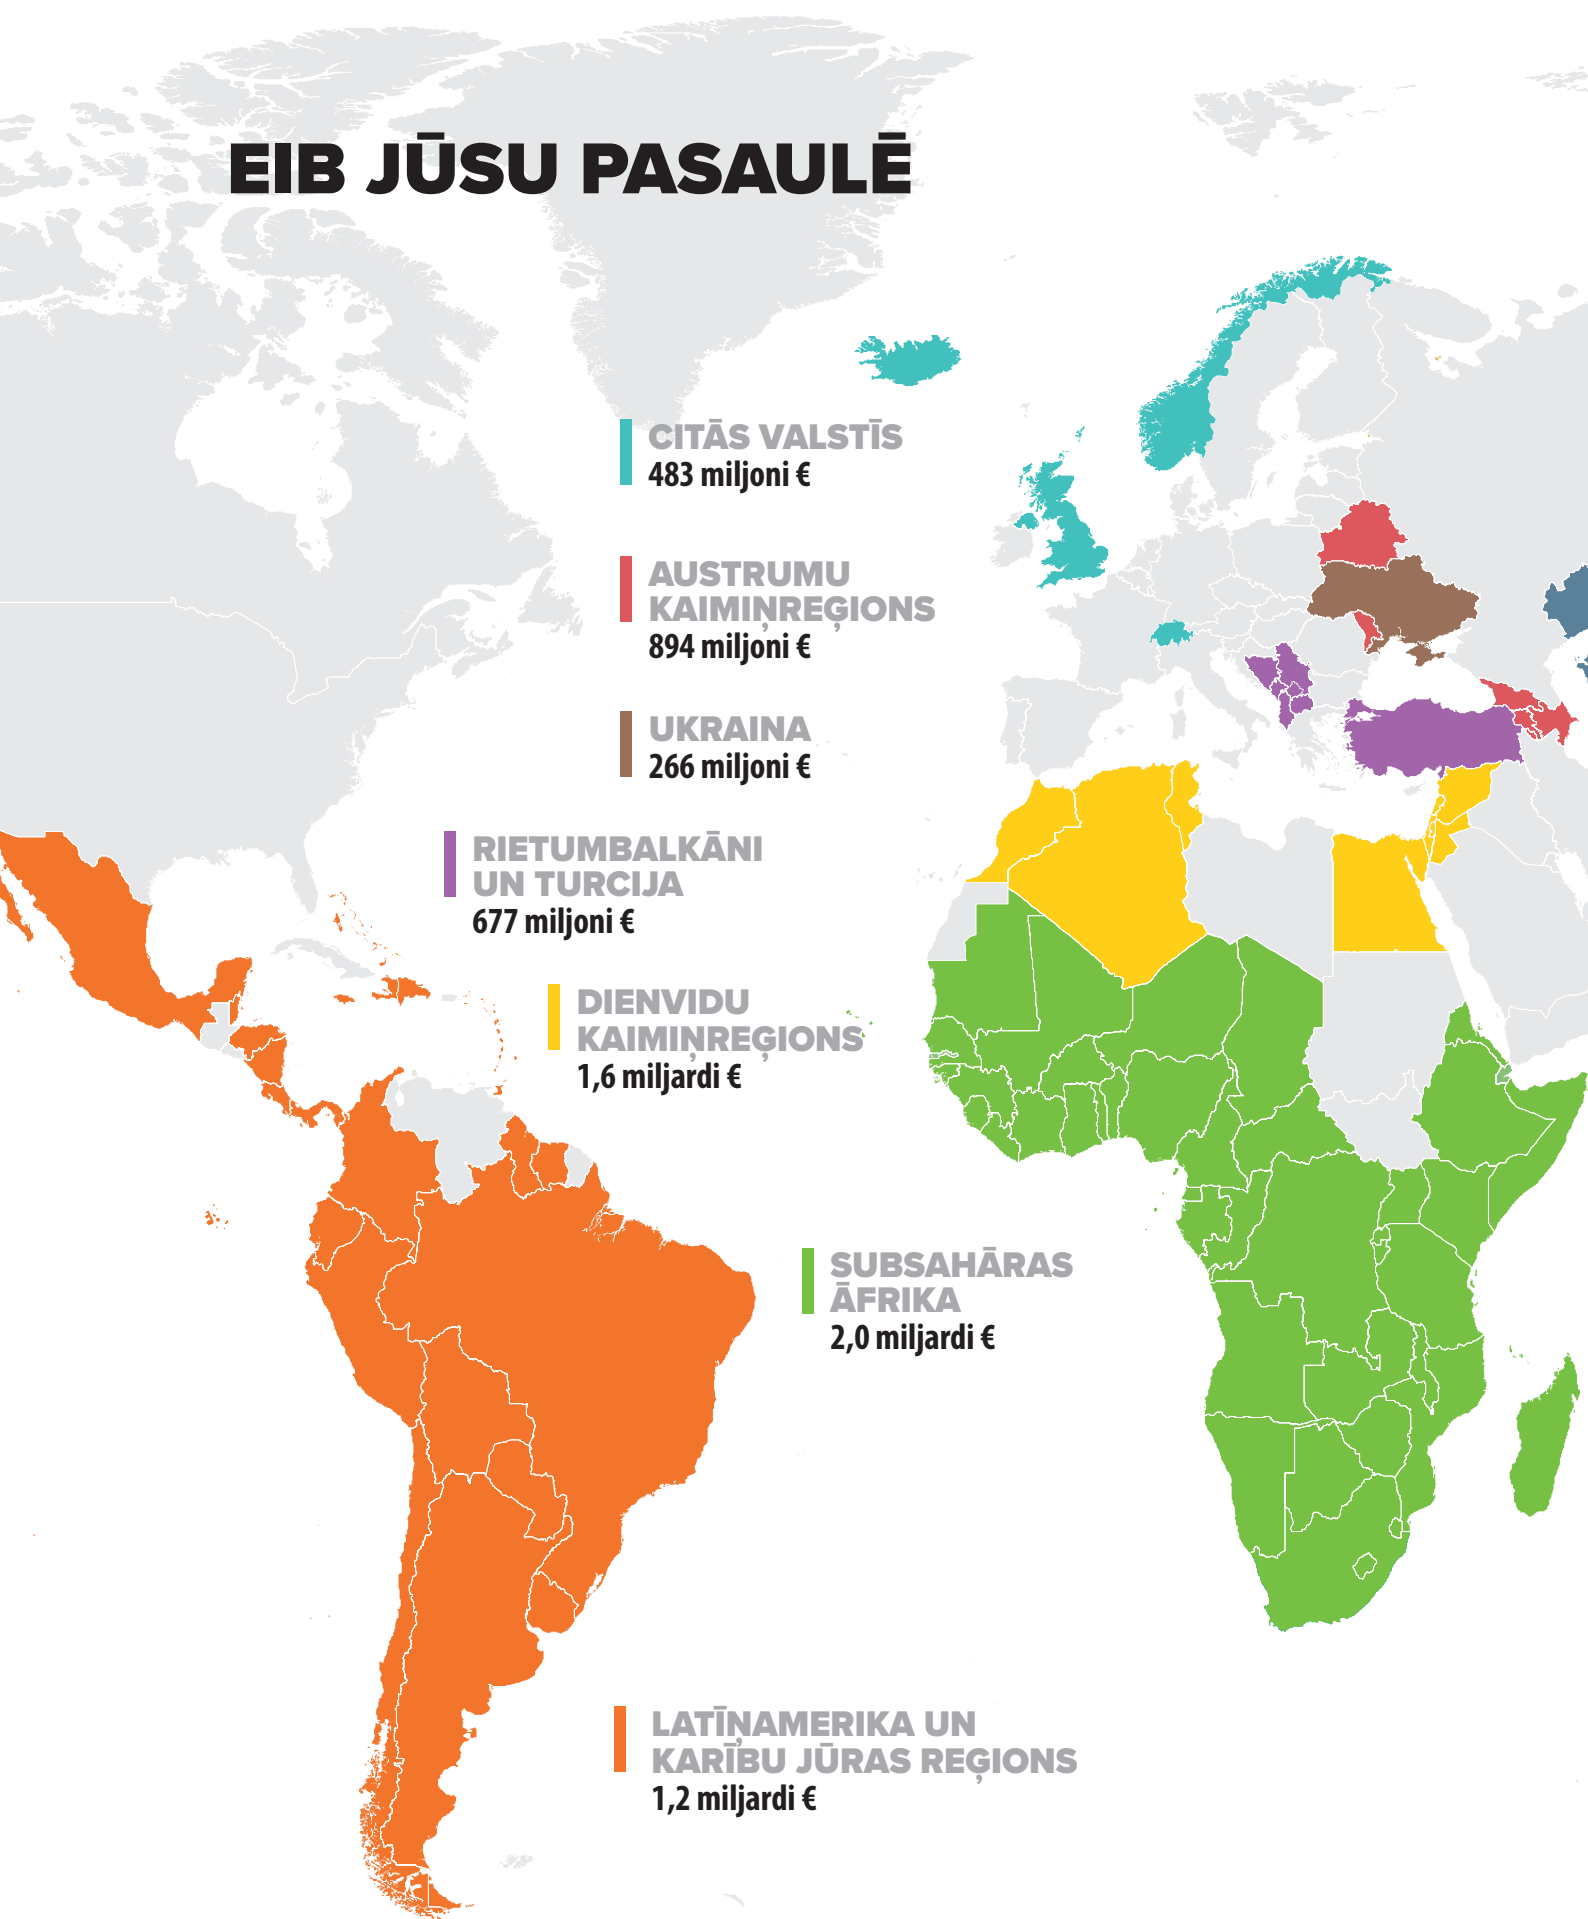 EIB JŪSU PASAULĒ
CITĀS VALSTĪS
483 miljoni €
AUSTRUMU
KAIMIŅREĢIONS
894 miljoni €
UKRAINA
266 miljoni €
RIETUMBALKĀNI
UN TURCIJA
677 miljoni €
DIENVIDU
KAIMIŅREĢIONS
1,6 miljardi €
SUBSAHĀRAS
ĀFRIKA
2,0 miljardi €
LATĪŅAMERIKA UN
KARĪBU JŪRAS REĢIONS
1,2 miljardi €